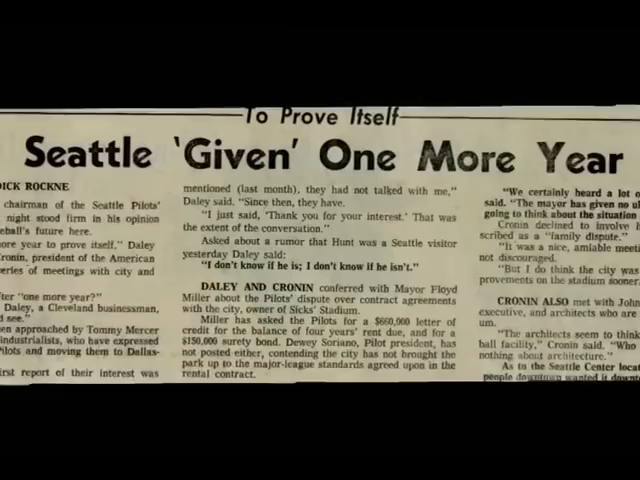 To Prove Itself
Seattle 'Given' One More Year
DICK ROCKNE
chairman of the Seattle Pilots'
night stood firm in his opinion
eball's future here.
ore year to prove itself," Daley
ronin, president of the American
eries of meetings with city and
fter "one more year?"
Daley, a Cleveland businessman,
d see."
en approached by Tommy Mercer
industrialists, who have expressed
Pilots and moving them to Dallas-
irst report of their interest was
mentioned (last month), they had not talked with me,"
Daley said. "Since then, they have.
"I just said, 'Thank you for your interest.' That was
the extent of the conversation."
Asked about a rumor that Hunt was a Seattle visitor
yesterday Daley said:
"I don't know if he is; I don't know if he isn't."
DALEY AND CRONIN conferred with Mayor Floyd
Miller about the Pilots' dispute over contract agreements
with the city, owner of Sicks' Stadium.
Miller has asked the Pilots for a $660,000 letter of
credit for the balance of four years' rent due, and for a
$150,000 surety bond. Dewey Soriano, Pilot president, has
not posted either, contending the city has not brought the
park up to the major-league standards agreed upon in the
rental contract.
"We certainly heard a lot o
said. "The mayor has given no ul
going to think about the situation
Cronin declined to involve h
scribed as a "family dispute."
"It was a nice, amiable meeti
not discouraged.
"But I do think the city was
provements on the stadium sooner.
CRONIN ALSO met with John
executive, and architects who are
um.
"The architects seem to think
ball facility," Cronin said. "Who
nothing about architecture."
As to the Seattle Center locat
people downtown wanted it downt